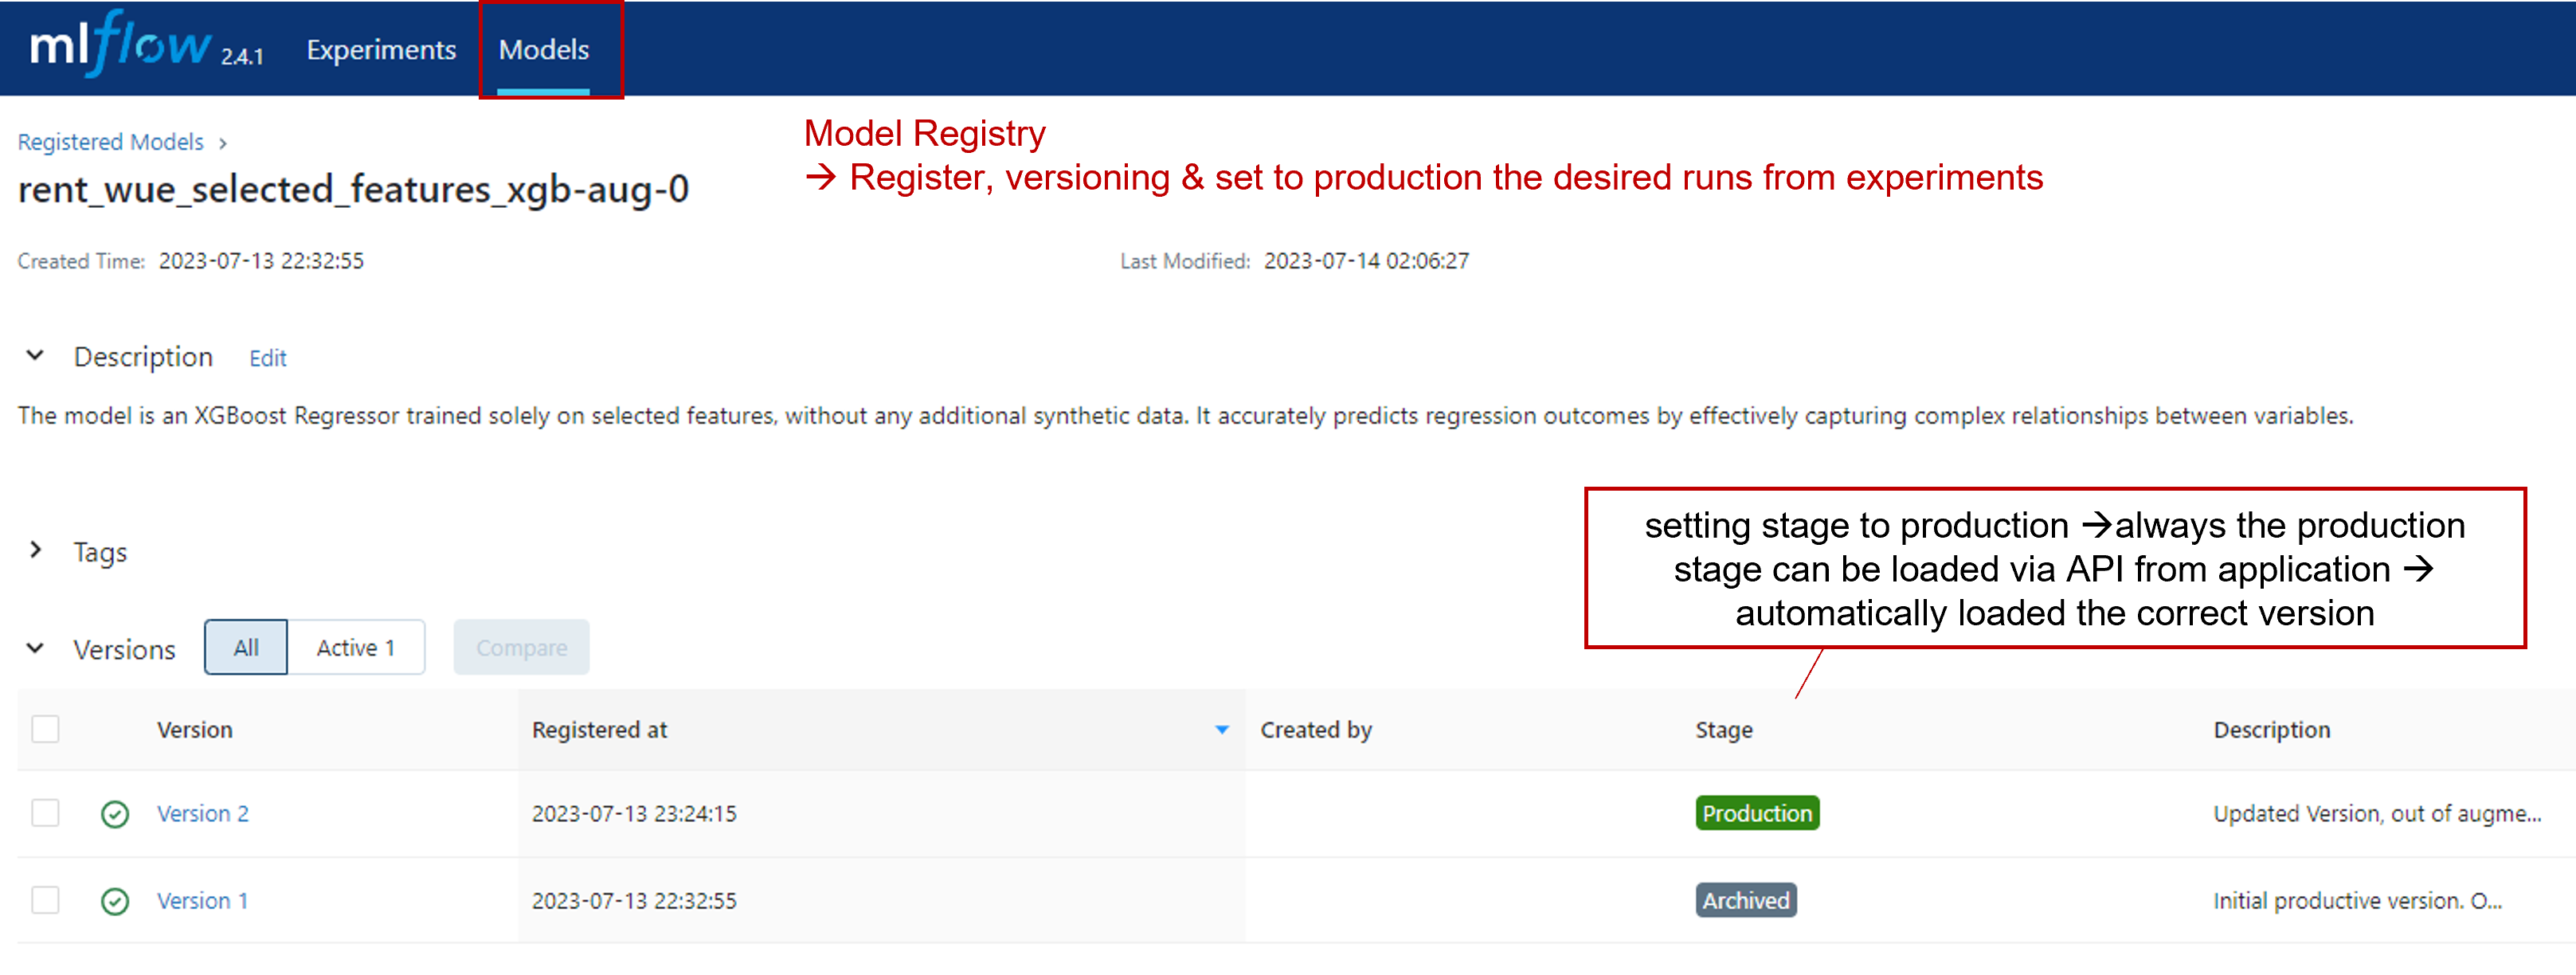 mlflow 2.4.1 Experiments Models
Registered Models >
rent_wue_selected_features_xgb-aug-0
Model Registry
→ Register, versioning & set to production the desired runs from experiments
Created Time: 2023-07-13 22:32:55 Last Modified: 2023-07-14 02:06:27
Description Edit
The model is an XGBoost Regressor trained solely on selected features, without any additional synthetic data. It accurately predicts regression outcomes by effectively capturing complex relationships between variables.
Tags
setting stage to production →always the production
stage can be loaded via API from application →
automatically loaded the correct version
Versions All Active 1 Compare
Version Registered at Created by Stage Description
Version 2 2023-07-13 23:24:15 Production Updated Version, out of augme...
Version 1 2023-07-13 22:32:55 Archived Initial productive version. O...